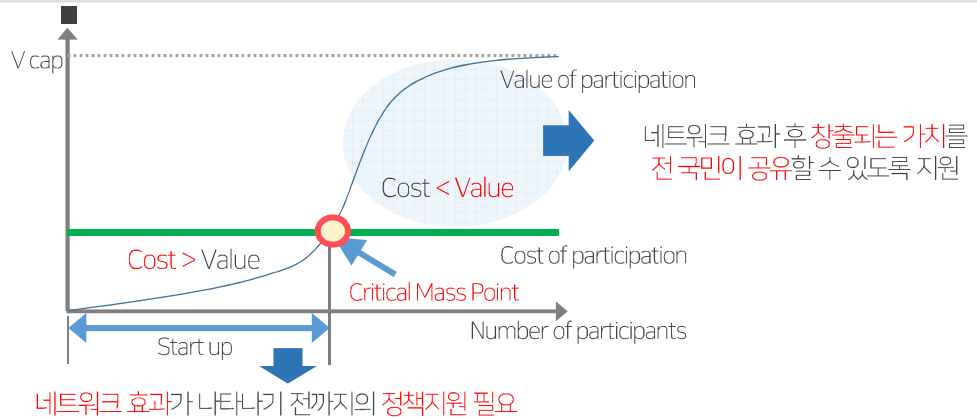 V cap
Value of participation
네트워크 효과 후 창출되는 가치를
전 국민이 공유할 수 있도록 지원
Cost < Value
Cost > Value
Cost of participation
Critical Mass Point
Number of participants
Start up
네트워크 효과가 나타나기 전까지의 정책지원 필요